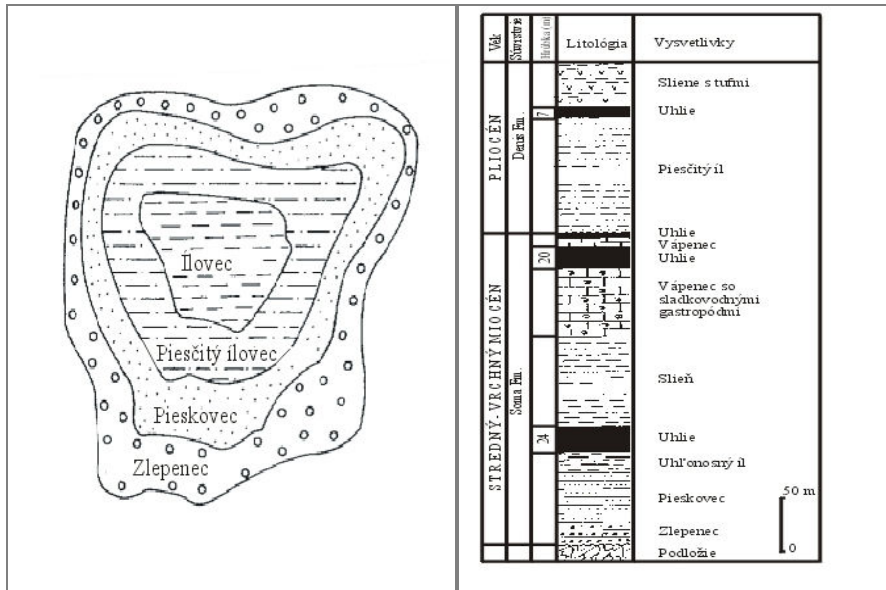 Ílovec
Piesčitý ílovec
Pieskovec
Zlepenec
Vek
Súvrstvie
Hrúbka (m)
Litológia
Vysvetlivky
PLIOCÉN
Deniş Fm.
STREDNÝ-VRCHNÝ MIOCÉN
Soma Fm.
7
20
24
Sliene s tufmi
Uhlie
Piesčitý íl
Uhlie
Vápenec
Uhlie
Vápenec so
sladkovodnými
gastropódmi
Slieň
Uhlie
Uhľonosný íl
Pieskovec
Zlepenec
Podložie
50 m
0